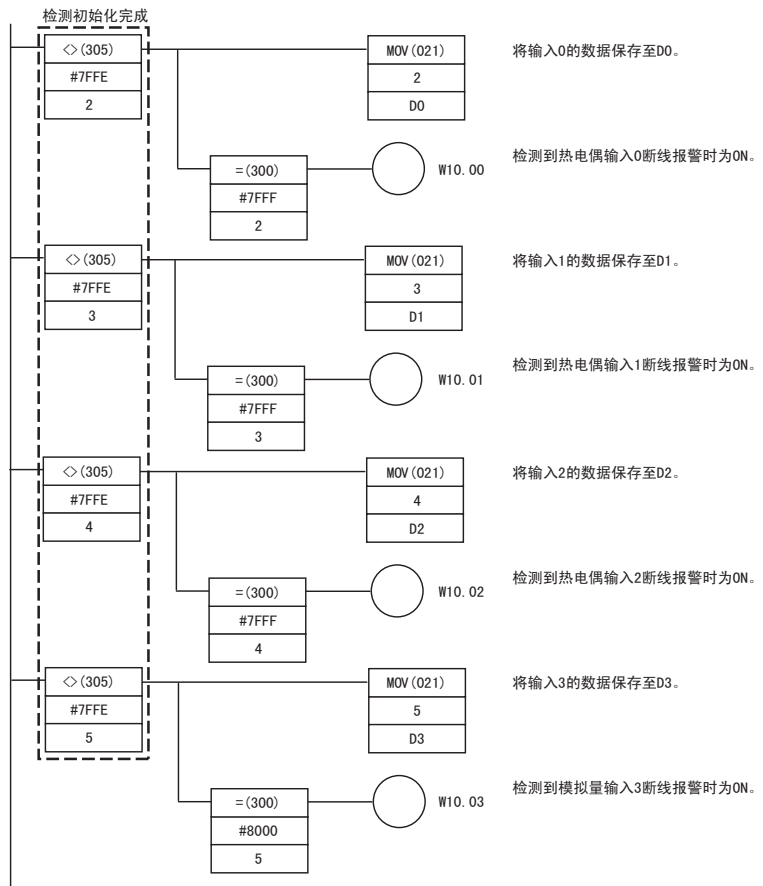 检测初始化完成
<>(305)
#7FFE
2
MOV(021)
2
D0
将输入0的数据保存至D0。
=(300)
#7FFF
2
W10.00
检测到热电偶输入0断线报警时为ON。
<>(305)
#7FFE
3
MOV(021)
3
D1
将输入1的数据保存至D1。
=(300)
#7FFF
3
W10.01
检测到热电偶输入1断线报警时为ON。
<>(305)
#7FFE
4
MOV(021)
4
D2
将输入2的数据保存至D2。
=(300)
#7FFF
4
W10.02
检测到热电偶输入2断线报警时为ON。
<>(305)
#7FFE
5
MOV(021)
5
D3
将输入3的数据保存至D3。
=(300)
#8000
5
W10.03
检测到模拟量输入3断线报警时为ON。